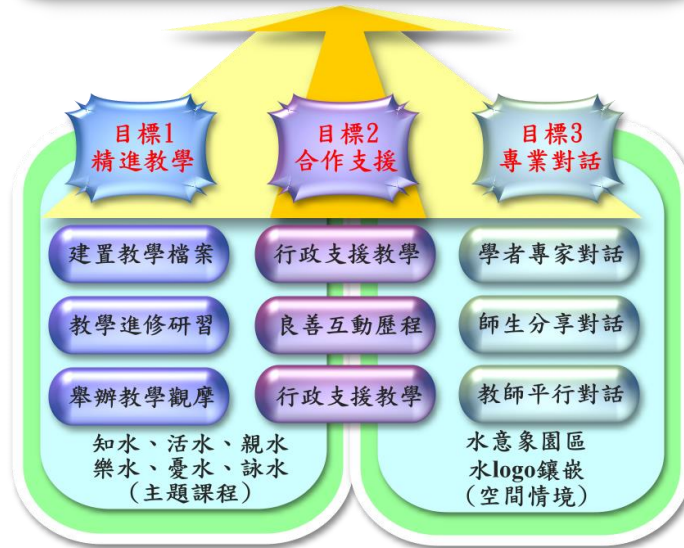 目標1
精進教學
目標2
合作支援
目標3
專業對話
建置教學檔案
行政支援教學
學者專家對話
教學進修研習
良善互動歷程
師生分享對話
舉辦教學觀摩
行政支援教學
教師平行對話
知水、活水、親水
樂水、憂水、詠水
(主題課程)
水意象園區
水logo鑲嵌
(空間情境)